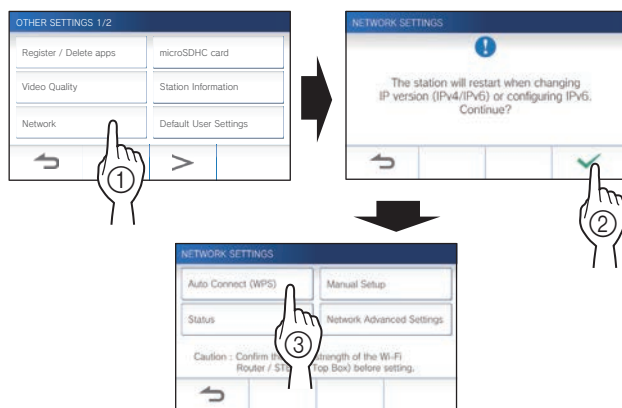 OTHER SETTINGS 1/2
Register / Delete apps
microSDHC card
Video Quality
Station Information
Network
Default User Settings
①
NETWORK SETTINGS
The station will restart when changing
IP version (IPv4/IPv6) or configuring IPv6.
Continue?
②
NETWORK SETTINGS
Auto Connect (WPS)
Manual Setup
Status
Network Advanced Settings
③
Caution : Confirm the strength of the Wi-Fi
Router / Top Box) before setting.